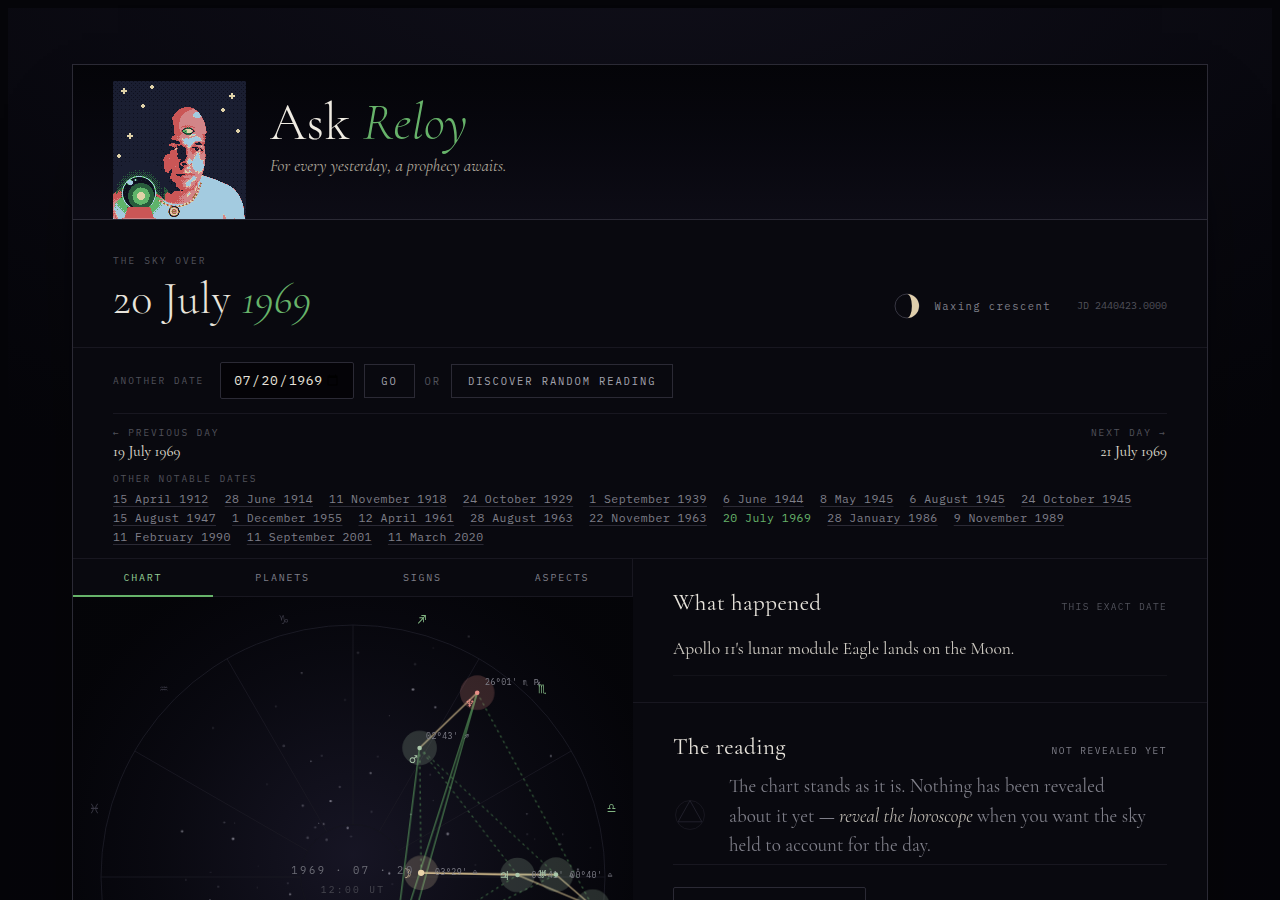 Ask Reloy
For every yesterday, a prophecy awaits.
THE SKY OVER
20 July 1969
Waxing crescent
JD 2440423.0000
ANOTHER DATE
07/20/1969
GO
OR
DISCOVER RANDOM READING
← PREVIOUS DAY
19 July 1969
NEXT DAY →
21 July 1969
OTHER NOTABLE DATES
15 April 1912 28 June 1914 11 November 1918 24 October 1929 1 September 1939 6 June 1944 8 May 1945 6 August 1945 24 October 1945
15 August 1947 1 December 1955 12 April 1961 28 August 1963 22 November 1963 20 July 1969 28 January 1986 9 November 1989
11 February 1990 11 September 2001 11 March 2020
CHART PLANETS SIGNS ASPECTS
♑ ♐
♒
26°01' ♏ ℞
♏
02°43' ♐
♓
♎
1969 · 07 · 20
12:00 UT
00°40' ♎
What happened
THIS EXACT DATE
Apollo 11's lunar module Eagle lands on the Moon.
The reading
NOT REVEALED YET
The chart stands as it is. Nothing has been revealed
about it yet — reveal the horoscope when you want the sky
held to account for the day.